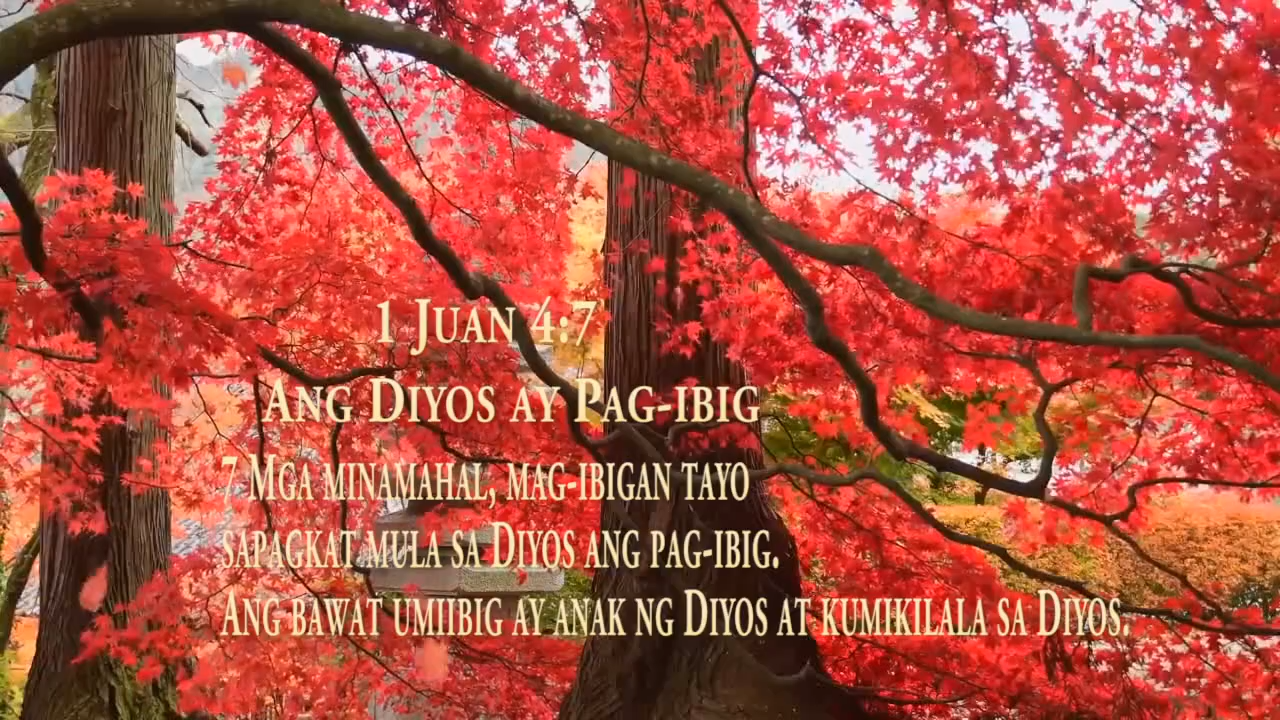 1 Juan 4:7
Ang Diyos ay Pag-ibig
7 Mga minamahal, mag-ibigan tayo
sapagkat mula sa Diyos ang pag-ibig.
Ang bawat umiibig ay anak ng Diyos at kumikilala sa Diyos.